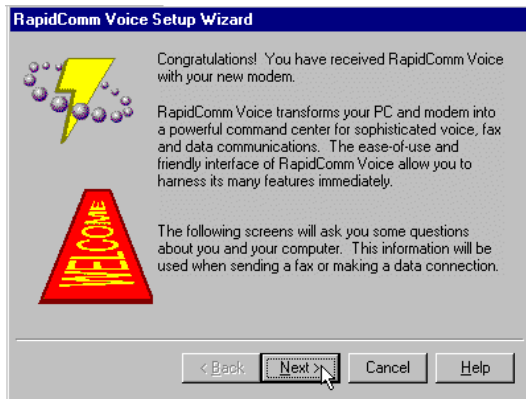 RapidComm Voice Setup Wizard
Congratulations! You have received RapidComm Voice
with your new modem.
RapidComm Voice transforms your PC and modem into
a powerful command center for sophisticated voice, fax
and data communications. The ease-of-use and
friendly interface of RapidComm Voice allow you to
harness its many features immediately.
WELCOME
The following screens will ask you some questions
about you and your computer. This information will be
used when sending a fax or making a data connection.
< Back Next > Cancel Help